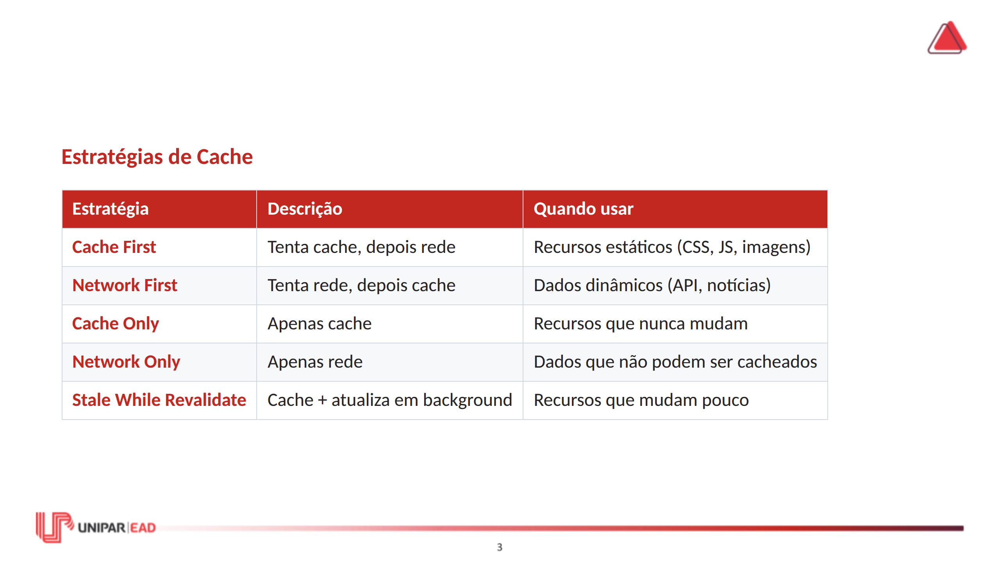 Estratégias de Cache
Estratégia Descrição Quando usar
Cache First Tenta cache, depois rede Recursos estáticos (CSS, JS, imagens)
Network First Tenta rede, depois cache Dados dinâmicos (API, notícias)
Cache Only Apenas cache Recursos que nunca mudam
Network Only Apenas rede Dados que não podem ser cacheados
Stale While Revalidate Cache + atualiza em background Recursos que mudam pouco
UNIPAR|EAD
3